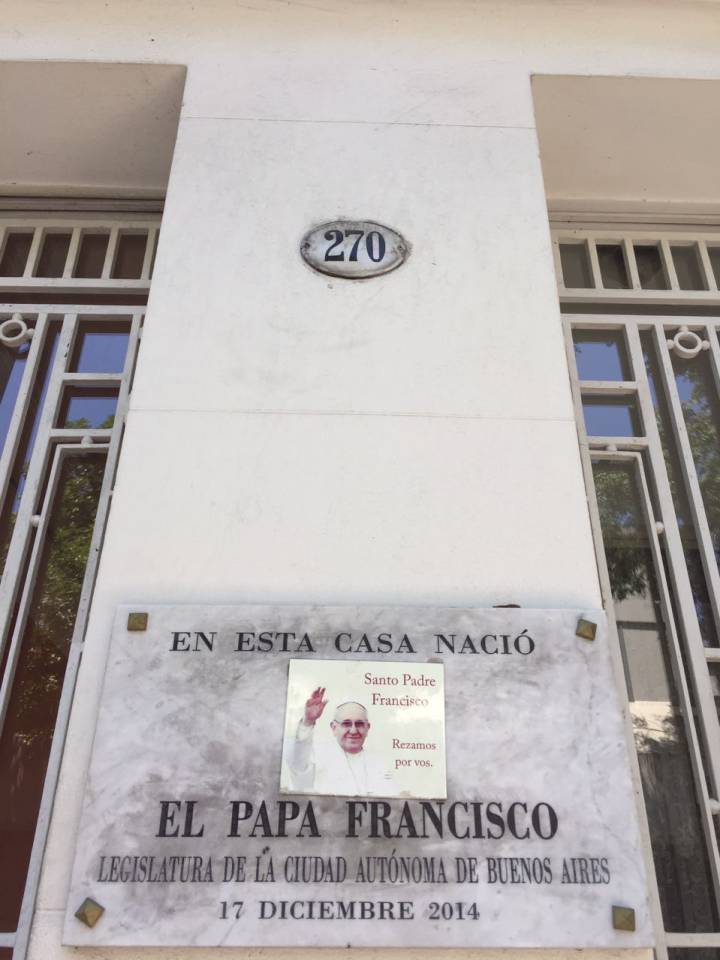 270
EN ESTA CASA NACIÓ
Santo Padre
Francisco
Rezamos
por vos.
EL PAPA FRANCISCO
LEGISLATURA DE LA CIUDAD AUTÓNOMA DE BUENOS AIRES
17 DICIEMBRE 2014